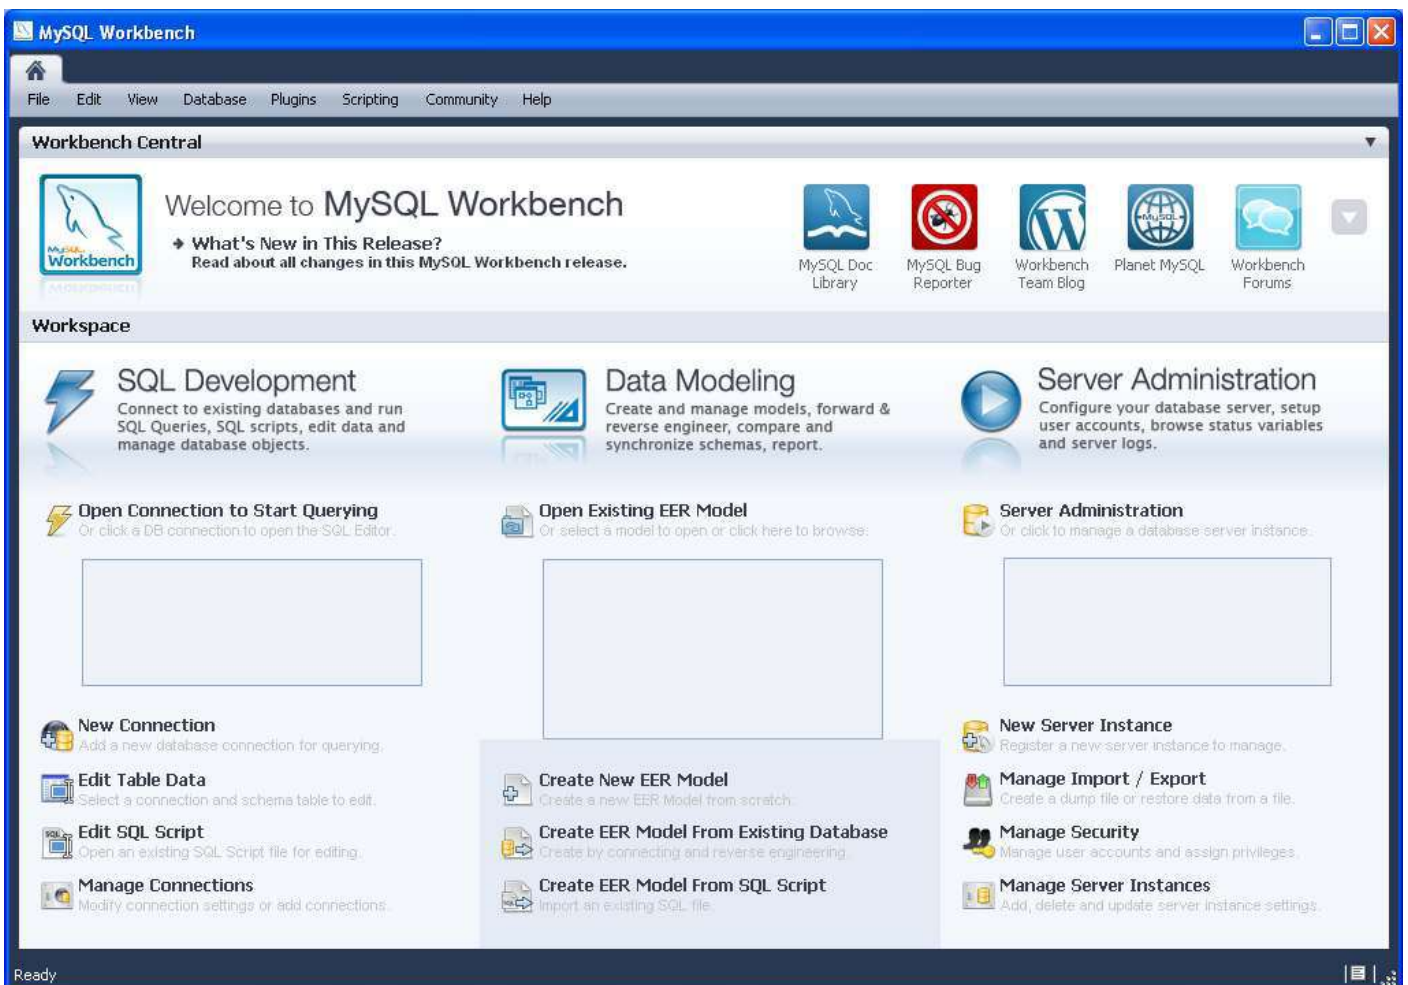 MySQL Workbench
File Edit View Database Plugins Scripting Community Help
Workbench Central
MySQL
Workbench
Welcome to MySQL Workbench
What's New in This Release?
Read about all changes in this MySQL Workbench release.
MySQL Doc
Library
MySQL Bug
Reporter
Workbench
Team Blog
MySQL
Planet MySQL
Workbench
Forums
Workspace
SQL Development
Connect to existing databases and run
SQL Queries, SQL scripts, edit data and
manage database objects.
Data Modeling
Create and manage models, forward &
reverse engineer, compare and
synchronize schemas, report.
Server Administration
Configure your database server, setup
user accounts, browse status variables
and server logs.
Open Connection to Start Querying
Or click a DB connection to open the SQL Editor.
Open Existing EER Model
Or select a model to open or click here to browse.
Server Administration
Or click to manage a database server instance.
New Connection
Add a new database connection for querying.
Edit Table Data
Select a connection and schema table to edit.
Edit SQL Script
Open an existing SQL Script file for editing.
Manage Connections
Modify connection settings or add connections.
Create New EER Model
Create a new EER Model from scratch.
Create EER Model From Existing Database
Create by connecting and reverse engineering.
Create EER Model From SQL Script
Import an existing SQL file.
New Server Instance
Register a new server instance to manage.
Manage Import / Export
Create a dump file or restore data from a file.
Manage Security
Manage user accounts and assign privileges.
Manage Server Instances
Add, delete and update server instance settings.
Ready